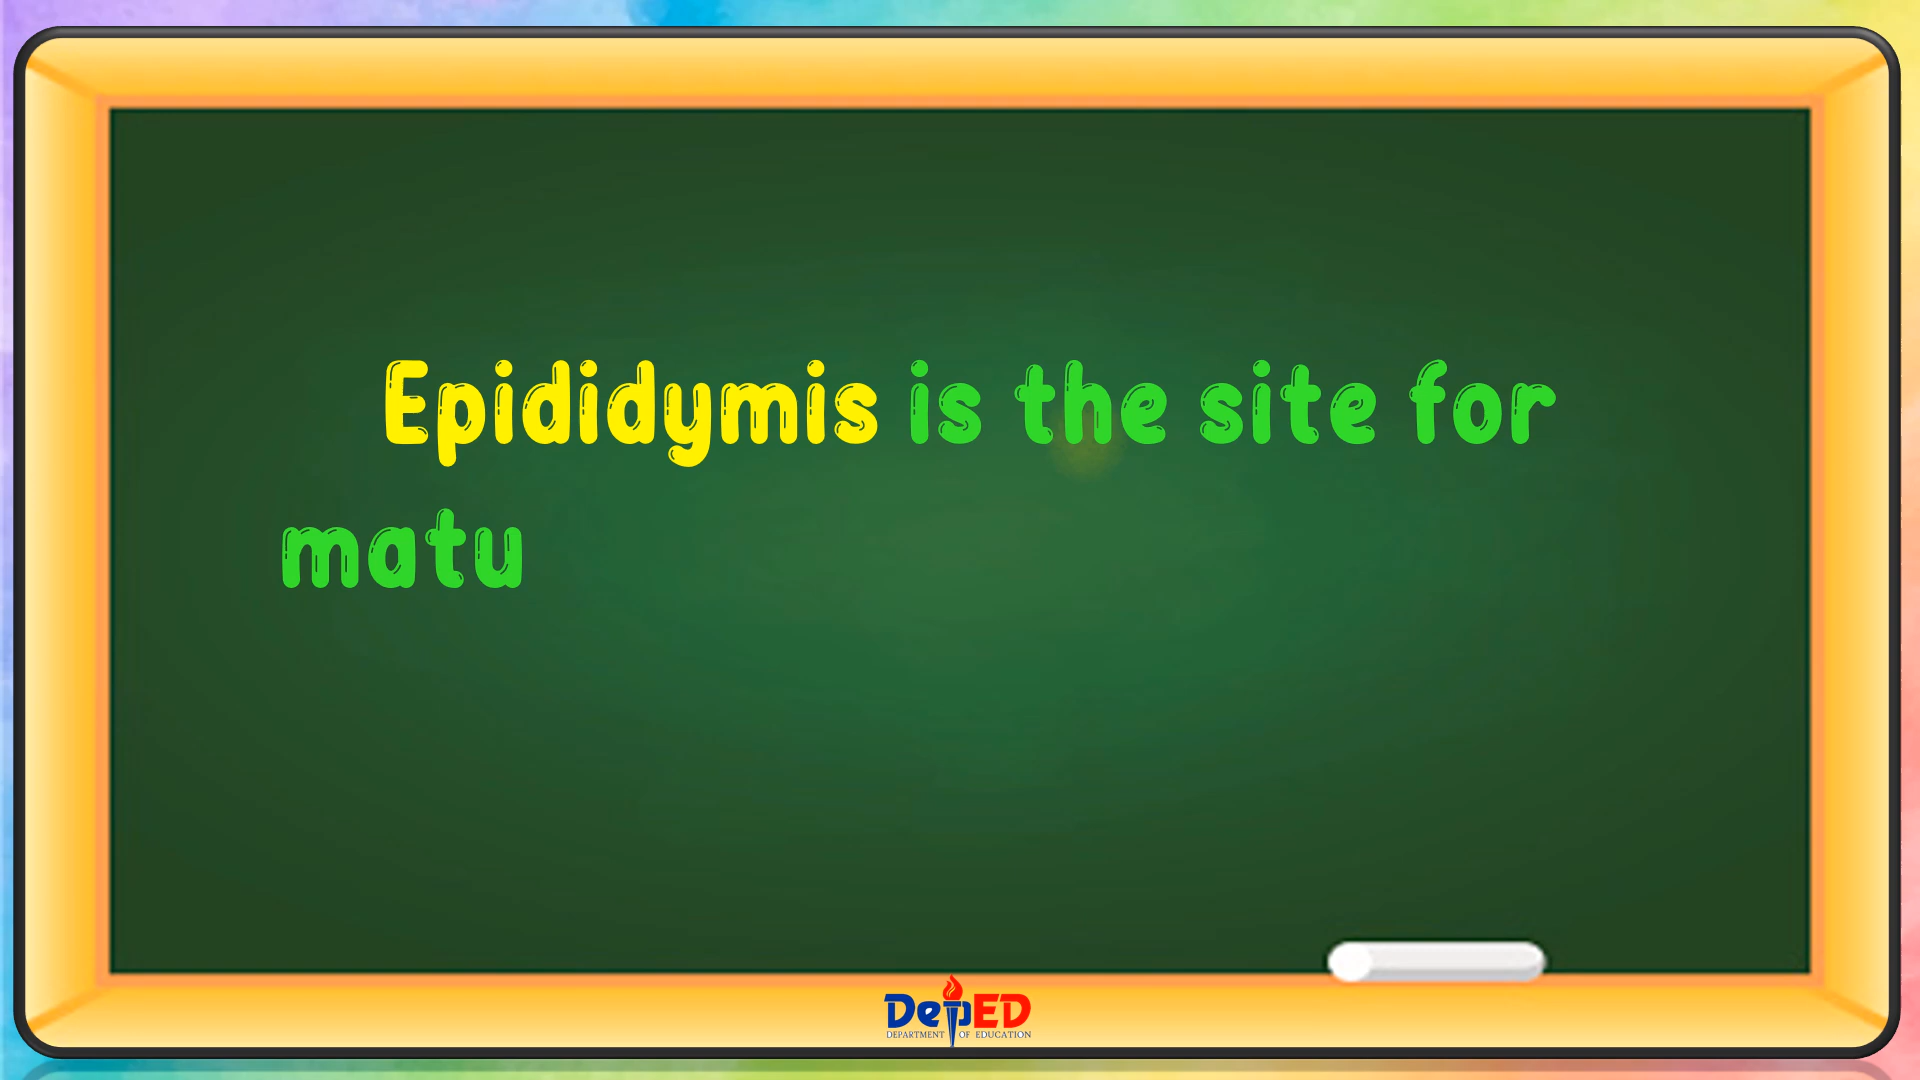 Epididymis is the site for
matu
DepED
DEPARTMENT OF EDUCATION